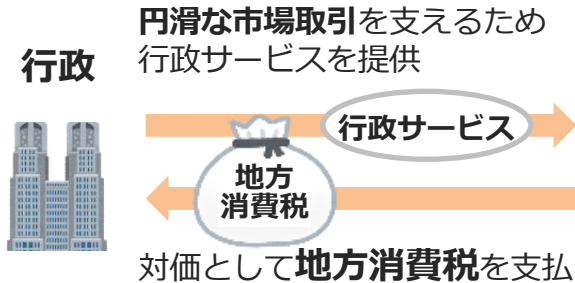 円滑な市場取引を支えるため
行政サービスを提供
行政
行政サービス
地方
消費税
対価として地方消費税を支払